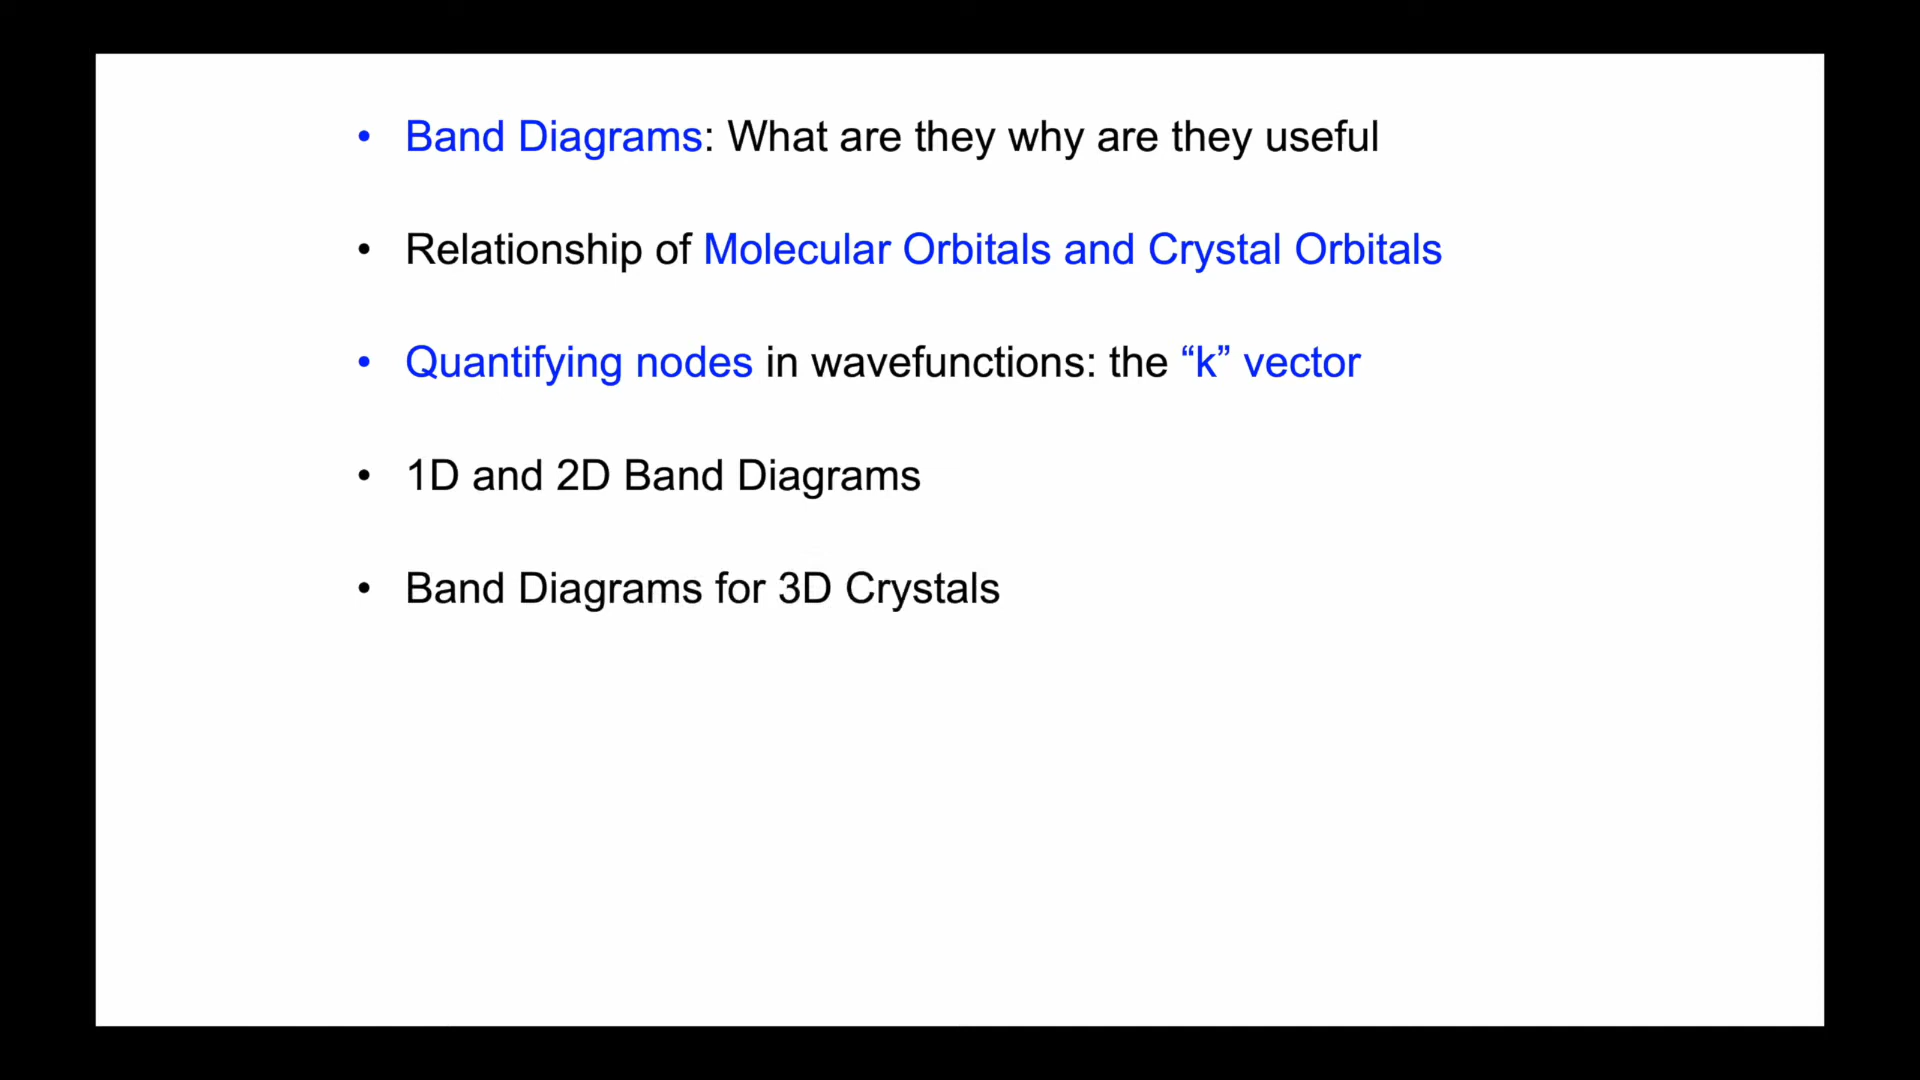 • Band Diagrams: What are they why are they useful
• Relationship of Molecular Orbitals and Crystal Orbitals
• Quantifying nodes in wavefunctions: the “k” vector
• 1D and 2D Band Diagrams
• Band Diagrams for 3D Crystals